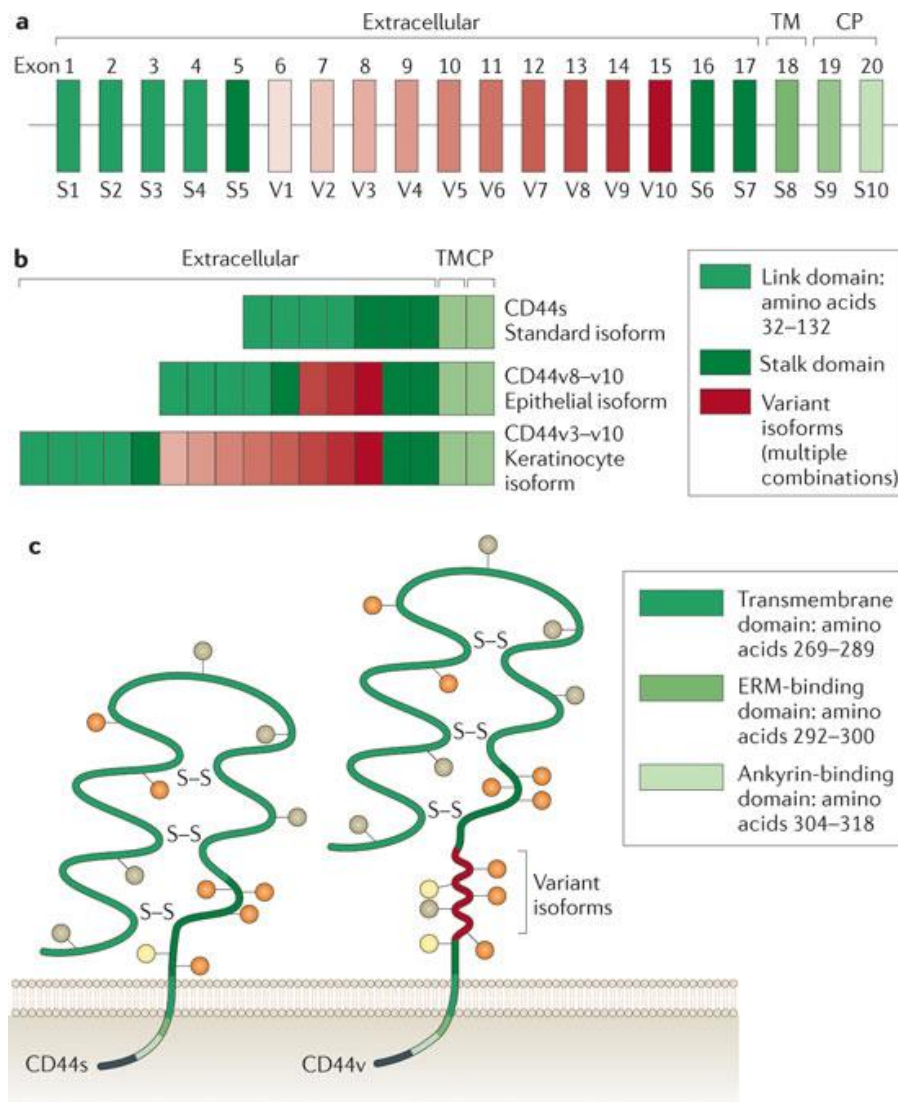 a
Extracellular TM CP
Exon 1 2 3 4 5 6 7 8 9 10 11 12 13 14 15 16 17 18 19 20
S1 S2 S3 S4 S5 V1 V2 V3 V4 V5 V6 V7 V8 V9 V10 S6 S7 S8 S9 S10
b
Extracellular TM CP
CD44s
Standard isoform
CD44v8–v10
Epithelial isoform
CD44v3–v10
Keratinocyte
isoform
Link domain:
amino acids
32–132
Stalk domain
Variant
isoforms
(multiple
combinations)
c
S–S
S–S
S–S
CD44s
S–S
S–S
S–S
Variant
isoforms
CD44v
Transmembrane
domain: amino
acids 269–289
ERM-binding
domain: amino
acids 292–300
Ankyrin-binding
domain: amino
acids 304–318